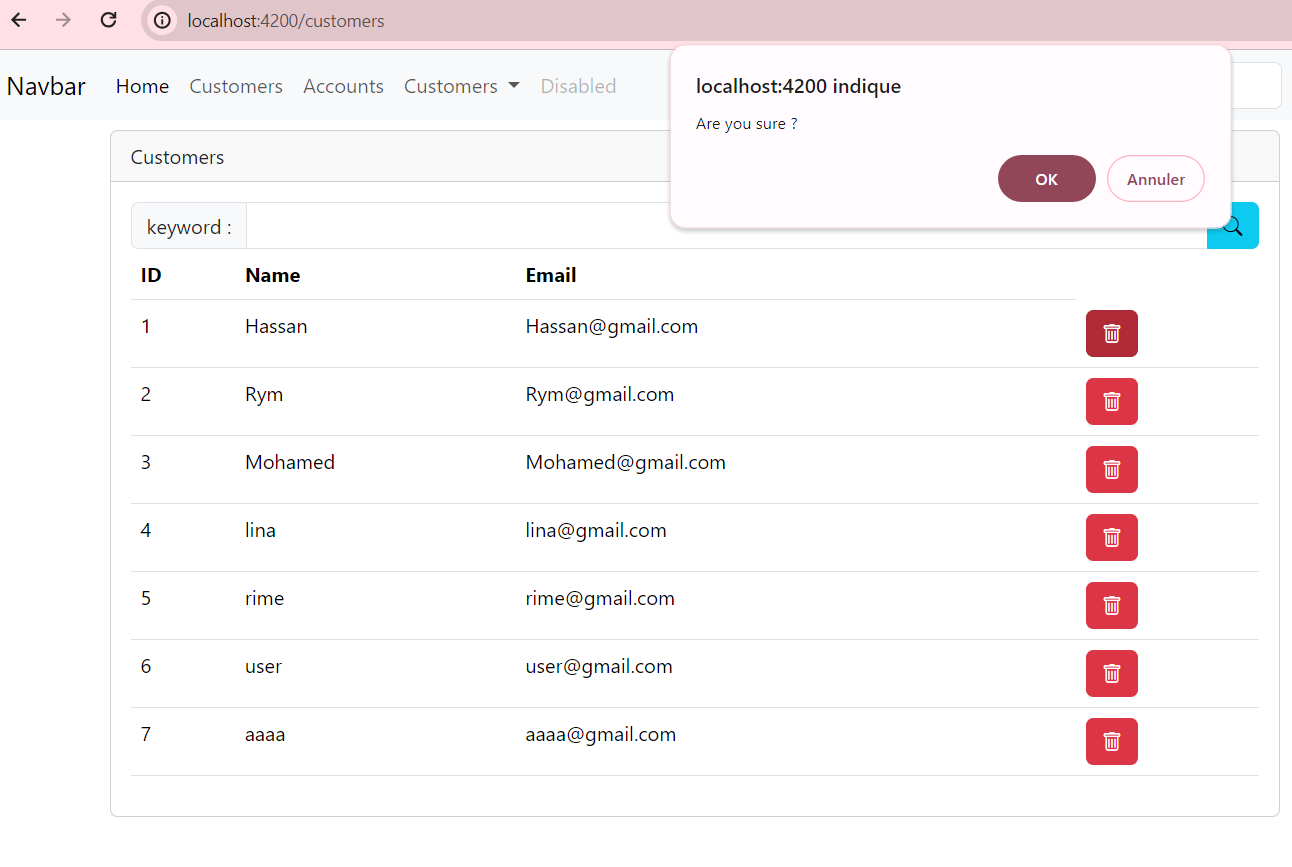 localhost:4200/customers
Navbar Home Customers Accounts Customers Disabled
localhost:4200 indique
Are you sure ?
OK Annuler
Customers
keyword :
ID Name Email
1 Hassan Hassan@gmail.com
2 Rym Rym@gmail.com
3 Mohamed Mohamed@gmail.com
4 lina lina@gmail.com
5 rime rime@gmail.com
6 user user@gmail.com
7 aaaa aaaa@gmail.com